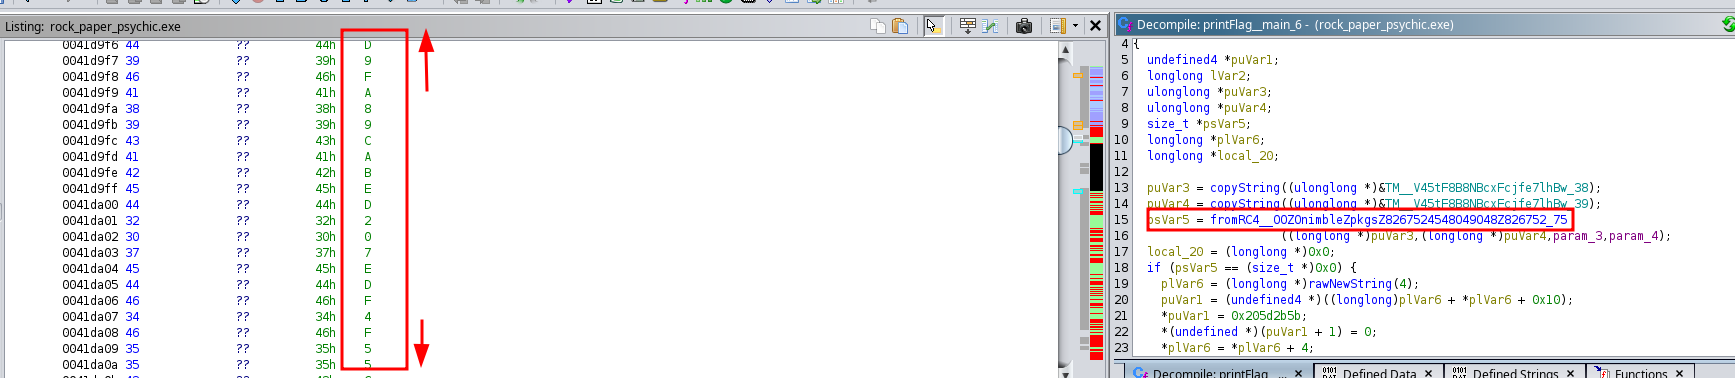 Listing: rock_paper_psychic.exe
0041d9f6 44 ?? 44h D
0041d9f7 39 ?? 39h 9
0041d9f8 46 ?? 46h F
0041d9f9 41 ?? 41h A
0041d9fa 38 ?? 38h 8
0041d9fb 39 ?? 39h 9
0041d9fc 43 ?? 43h C
0041d9fd 41 ?? 41h A
0041d9fe 42 ?? 42h B
0041d9ff 45 ?? 45h E
0041da00 44 ?? 44h D
0041da01 32 ?? 32h 2
0041da02 30 ?? 30h 0
0041da03 37 ?? 37h 7
0041da04 45 ?? 45h E
0041da05 44 ?? 44h D
0041da06 46 ?? 46h F
0041da07 34 ?? 34h 4
0041da08 46 ?? 46h F
0041da09 35 ?? 35h 5
0041da0a 35 ?? 35h 5
Decompile: printFlag__main_6 - (rock_paper_psychic.exe)
4 {
5 undefined4 *puVar1;
6 longlong lVar2;
7 ulonglong *puVar3;
8 ulonglong *puVar4;
9 size_t *psVar5;
10 longlong *plVar6;
11 longlong *local_20;
12
13 puVar3 = copyString((ulonglong *)&TM__V45tF8B8NBcxFcjfe7lhBw_38);
14 puVar4 = copyString((ulonglong *)&TM__V45tF8B8NBcxFcjfe7lhBw_39);
15 psVar5 = fromRC4__OOZOnimbleZpkgsZ8267524548049048Z826752_75
16 ((longlong *)puVar3,(longlong *)puVar4,param_3,param_4);
17 local_20 = (longlong *)0x0;
18 if (psVar5 == (size_t *)0x0) {
19 plVar6 = (longlong *)rawNewString(4);
20 puVar1 = (undefined4 *)((longlong)plVar6 + *plVar6 + 0x10);
21 *puVar1 = 0x205d2b5b;
22 *(undefined *)(puVar1 + 1) = 0;
23 *plVar6 = *plVar6 + 4;
Decompile: printFlag_ ...
Defined Data
Defined Strings
Functions